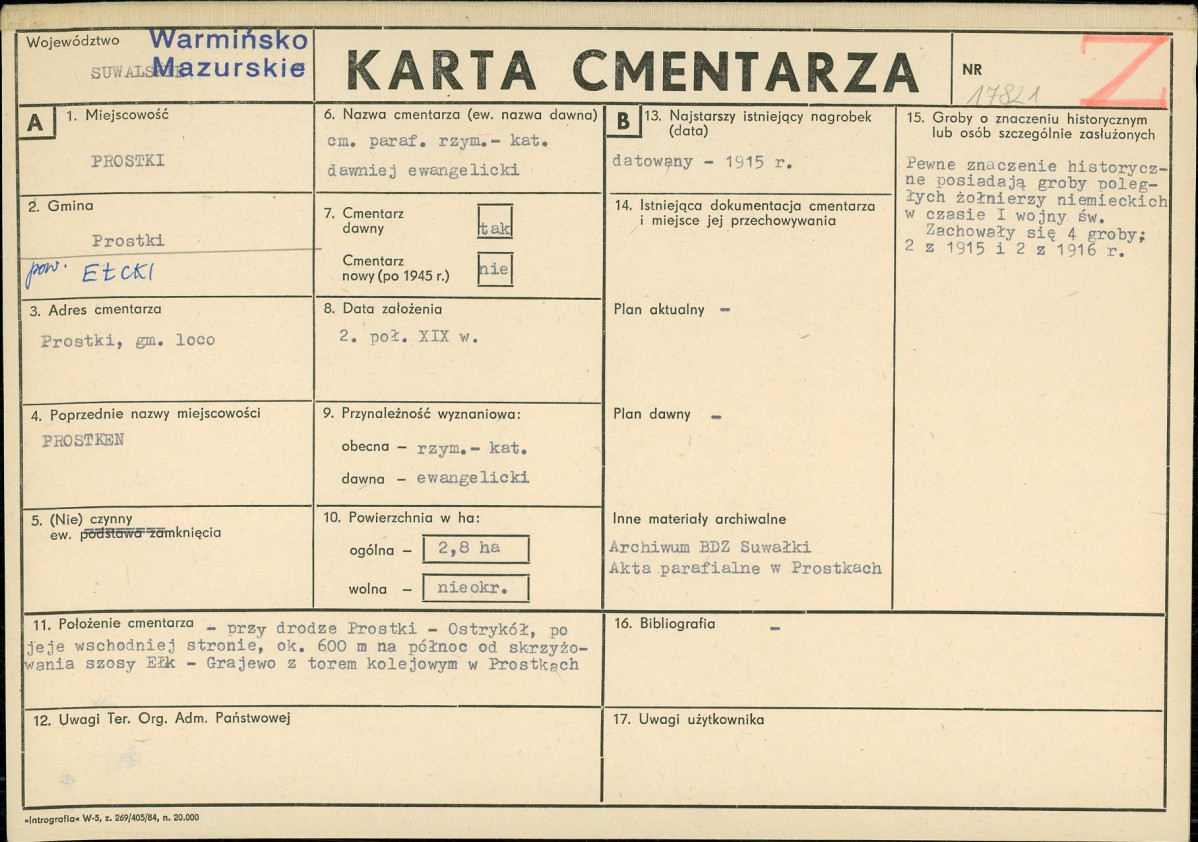 Województwo
Warmińsko
Mazurskie
KARTA CMENTARZA
NR
17821
Z
A
1. Miejscowość
PROSTKI
2. Gmina
Prostki
pow. EŁCKI
3. Adres cmentarza
Prostki, gm. loco
4. Poprzednie nazwy miejscowości
PROSTKEN
5. (Nie) czynny
ew. podstawa zamknięcia
6. Nazwa cmentarza (ew. nazwa dawna)
cm. paraf. rzym.- kat.
dawniej ewangelicki
7. Cmentarz
dawny
tak
Cmentarz
nowy (po 1945 r.)
nie
8. Data założenia
2. poł. XIX w.
9. Przynależność wyznaniowa:
obecna – rzym.- kat.
dawna – ewangelicki
10. Powierzchnia w ha:
ogólna – 2,8 ha
wolna – nieokr.
11. Położenie cmentarza - przy drodze Prostki - Ostrykół, po
jeje wschodniej stronie, ok. 600 m na północ od skrzyżo-
wania szosy Ełk - Grajewo z torem kolejowym w Prostkach
12. Uwagi Ter. Org. Adm. Państwowej
B
13. Najstarszy istniejący nagrobek
(data)
datowany - 1915 r.
14. Istniejąca dokumentacja cmentarza
i miejsce jej przechowywania
Plan aktualny -
Plan dawny -
Inne materiały archiwalne
Archiwum BDZ Suwałki
Akta parafialne w Prostkach
15. Groby o znaczeniu historycznym
lub osób szczególnie zasłużonych
Pewne znaczenie historycz-
ne posiadają groby poleg-
łych żołnierzy niemieckich
w czasie I wojny św.
Zachowały się 4 groby;
2 z 1915 i 2 z 1916 r.
16. Bibliografia -
17. Uwagi użytkownika
»Intrografia« W-5, z. 269/405/84, n. 20.000